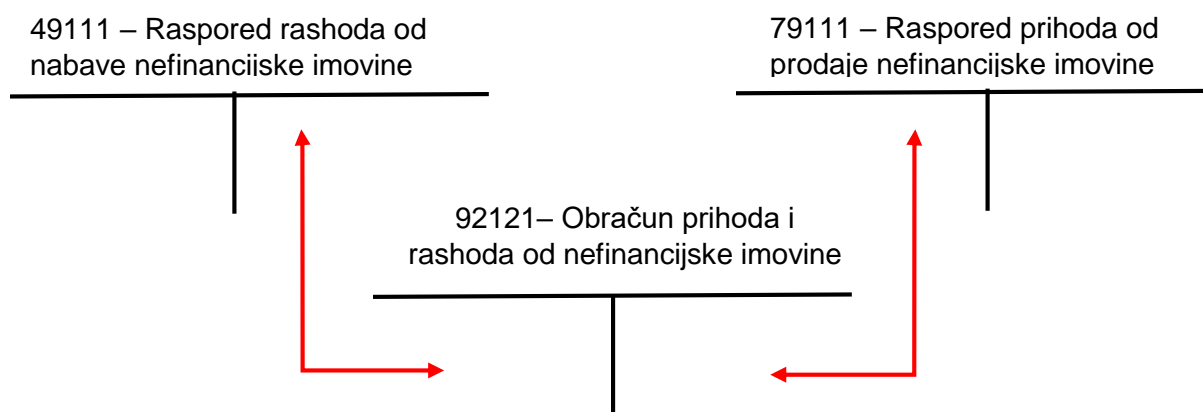 49111 – Raspored rashoda od
nabave nefinancijske imovine
79111 – Raspored prihoda od
prodaje nefinancijske imovine
92121– Obračun prihoda i
rashoda od nefinancijske imovine